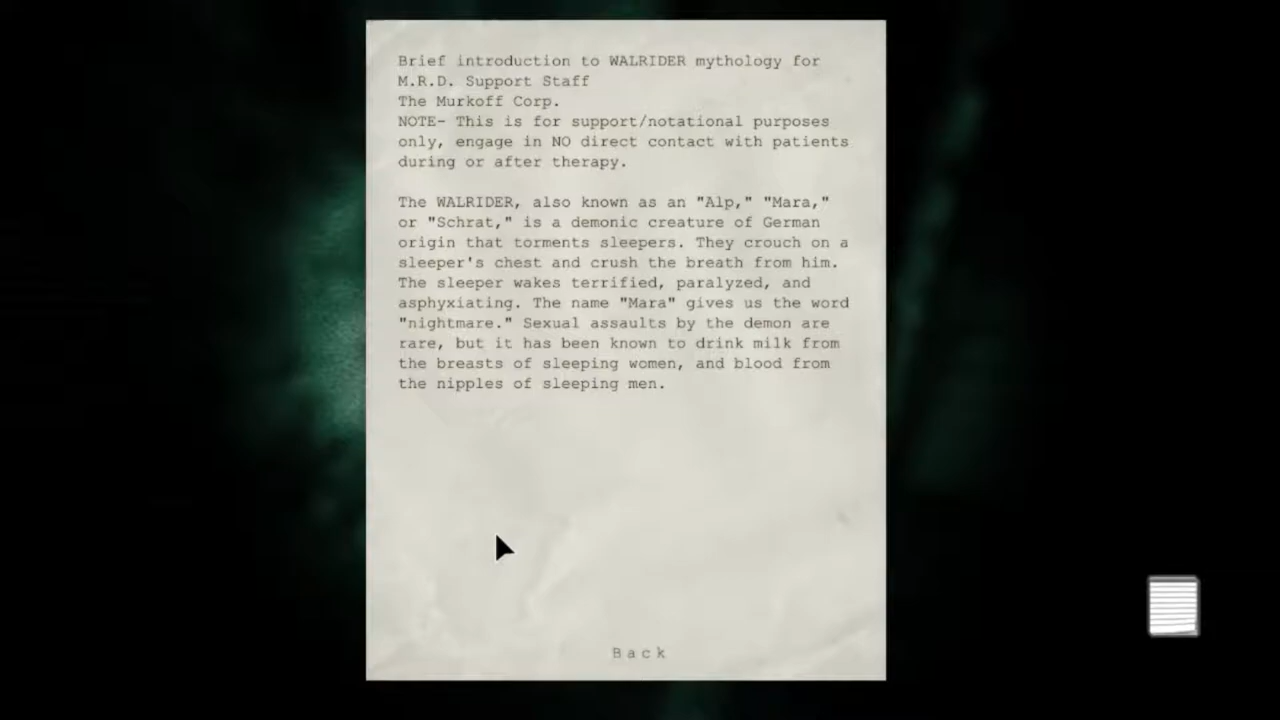 Brief introduction to WALRIDER mythology for
M.R.D. Support Staff
The Murkoff Corp.
NOTE- This is for support/notational purposes
only, engage in NO direct contact with patients
during or after therapy.
The WALRIDER, also known as an "Alp," "Mara,"
or "Schrat," is a demonic creature of German
origin that torments sleepers. They crouch on a
sleeper's chest and crush the breath from him.
The sleeper wakes terrified, paralyzed, and
asphyxiating. The name "Mara" gives us the word
"nightmare." Sexual assaults by the demon are
rare, but it has been known to drink milk from
the breasts of sleeping women, and blood from
the nipples of sleeping men.
Back